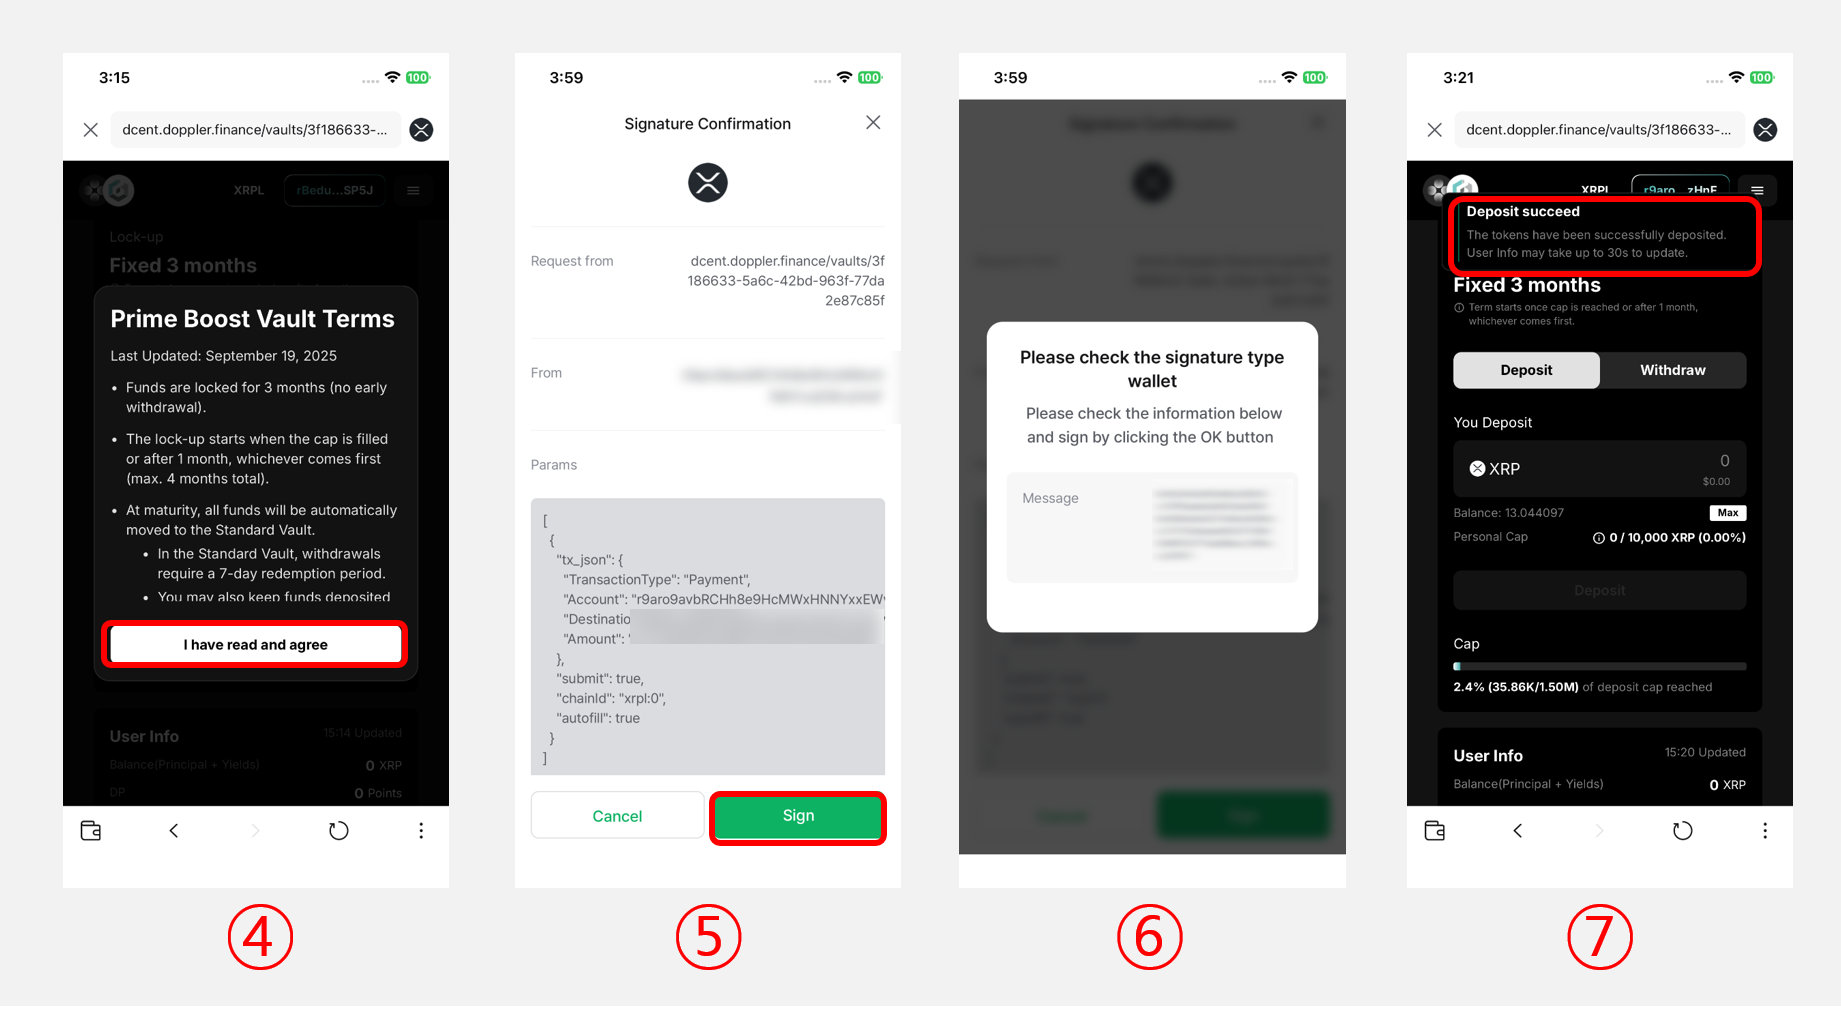 3:15
100
dcent.doppler.finance/vaults/3f186633-...
XRPL
rBedu...SP5J
Lock-up
Fixed 3 months
Prime Boost Vault Terms
Last Updated: September 19, 2025
• Funds are locked for 3 months (no early
withdrawal).
• The lock-up starts when the cap is filled
or after 1 month, whichever comes first
(max. 4 months total).
• At maturity, all funds will be automatically
moved to the Standard Vault.
• In the Standard Vault, withdrawals
require a 7-day redemption period.
• You may also keep funds deposited
I have read and agree
User Info
15:14 Updated
Balance(Principal + Yields)
0 XRP
DP
0 Points
④
3:59
100
Signature Confirmation
Request from
dcent.doppler.finance/vaults/3f
186633-5a6c-42bd-963f-77da
2e87c85f
From
Params
[
{
"tx_json": {
"TransactionType": "Payment",
"Account": "r9aro9avbRCHh8e9HcMWxHNNYxxEW
"Destinatio
"Amount": "
},
"submit": true,
"chainId": "xrpl:0",
"autofill": true
}
]
Cancel
Sign
⑤
3:59
100
Signature Confirmation
Please check the signature type
wallet
Please check the information below
and sign by clicking the OK button
Message
Cancel
Sign
⑥
3:21
100
dcent.doppler.finance/vaults/3f186633-...
XRPL
r9aro...zHnF
Deposit succeed
The tokens have been successfully deposited.
User Info may take up to 30s to update.
Fixed 3 months
Term starts once cap is reached or after 1 month,
whichever comes first.
Deposit
Withdraw
You Deposit
XRP
0
$0.00
Balance: 13.044097
Max
Personal Cap
0 / 10,000 XRP (0.00%)
Deposit
Cap
2.4% (35.86K/1.50M) of deposit cap reached
User Info
15:20 Updated
Balance(Principal + Yields)
0 XRP
⑦